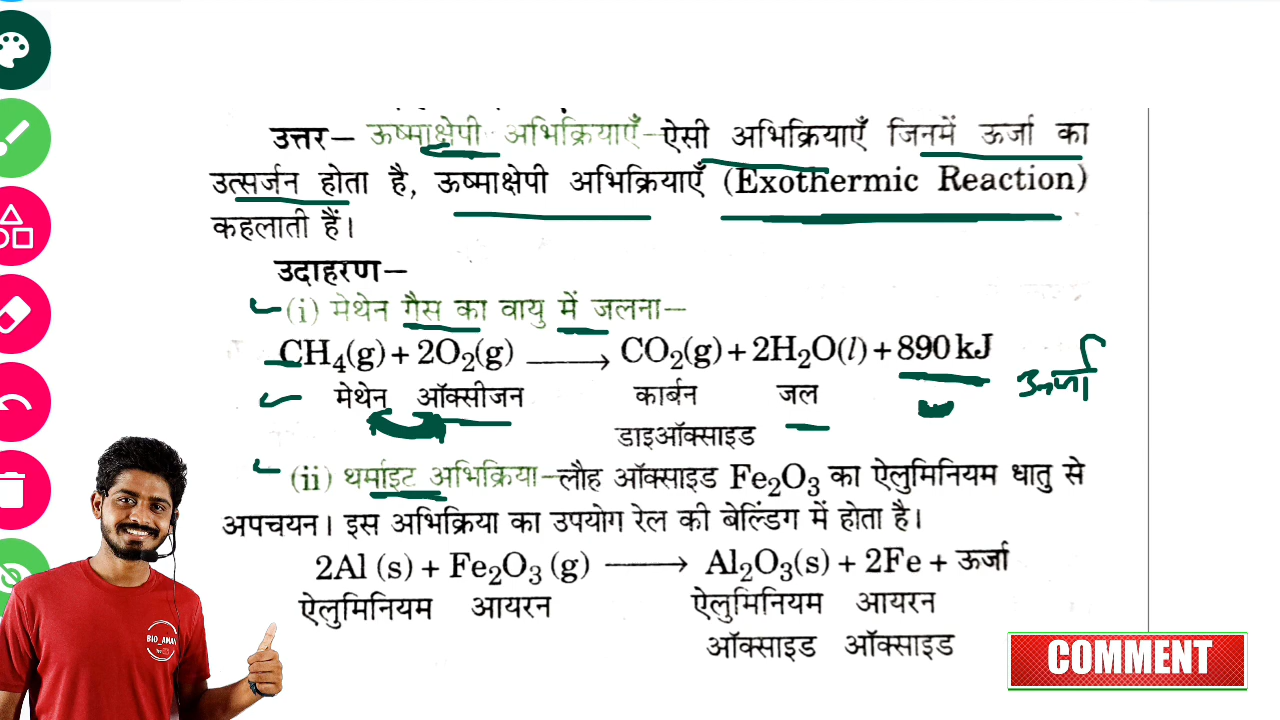 उत्तर— ऊष्माक्षेपी अभिक्रियाएँ—ऐसी अभिक्रियाएँ जिनमें ऊर्जा का
उत्सर्जन होता है, ऊष्माक्षेपी अभिक्रियाएँ (Exothermic Reaction)
कहलाती हैं।
उदाहरण—
(i) मेथेन गैस का वायु में जलना—
CH₄(g) + 2O₂(g) ⟶ CO₂(g) + 2H₂O(l) + 890 kJ
ऊर्जा
मेथेन ऑक्सीजन कार्बन जल
डाइऑक्साइड
(ii) थर्माइट अभिक्रिया—लौह ऑक्साइड Fe₂O₃ का ऐलुमिनियम धातु से
अपचयन। इस अभिक्रिया का उपयोग रेल की बेल्डिंग में होता है।
2Al (s) + Fe₂O₃ (g) ⟶ Al₂O₃(s) + 2Fe + ऊर्जा
ऐलुमिनियम आयरन ऐलुमिनियम आयरन
ऑक्साइड ऑक्साइड
BIO_AMAN
COMMENT